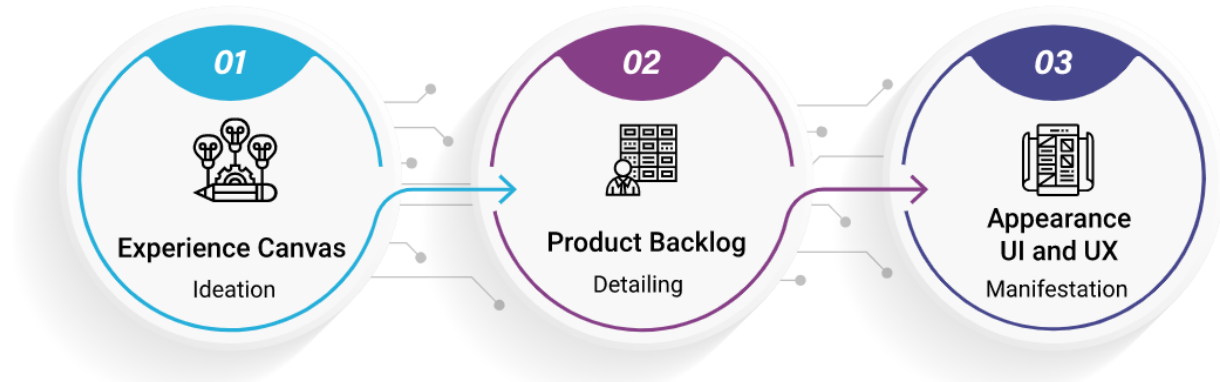 01
Experience Canvas
Ideation
02
Product Backlog
Detailing
03
Appearance
UI and UX
Manifestation